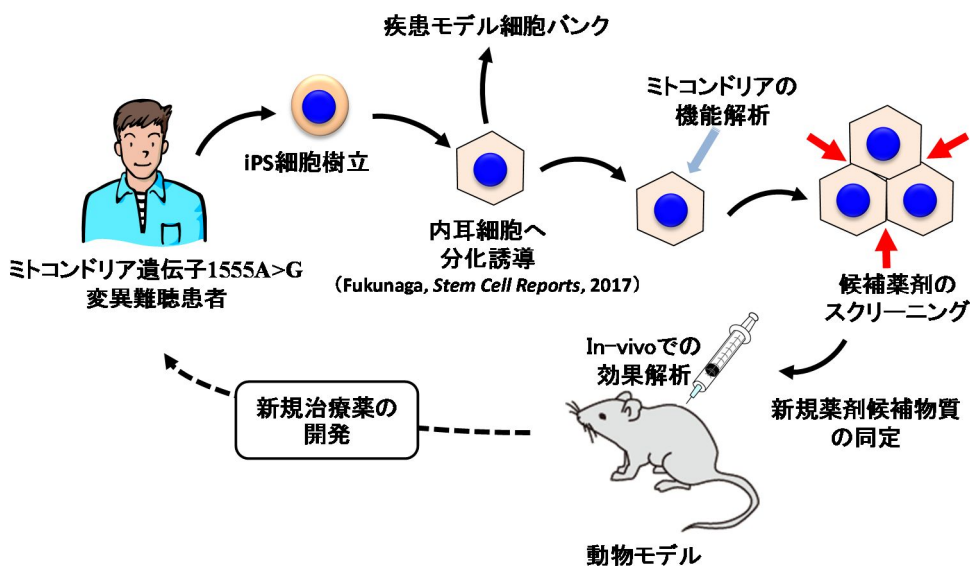 疾患モデル細胞バンク
ミトコンドリアの
機能解析
iPS細胞樹立
内耳細胞へ
分化誘導
（Fukunaga, Stem Cell Reports, 2017）
ミトコンドリア遺伝子1555A>G
変異難聴患者
候補薬剤の
スクリーニング
In-vivoでの
効果解析
新規薬剤候補物質
の同定
新規治療薬の
開発
動物モデル